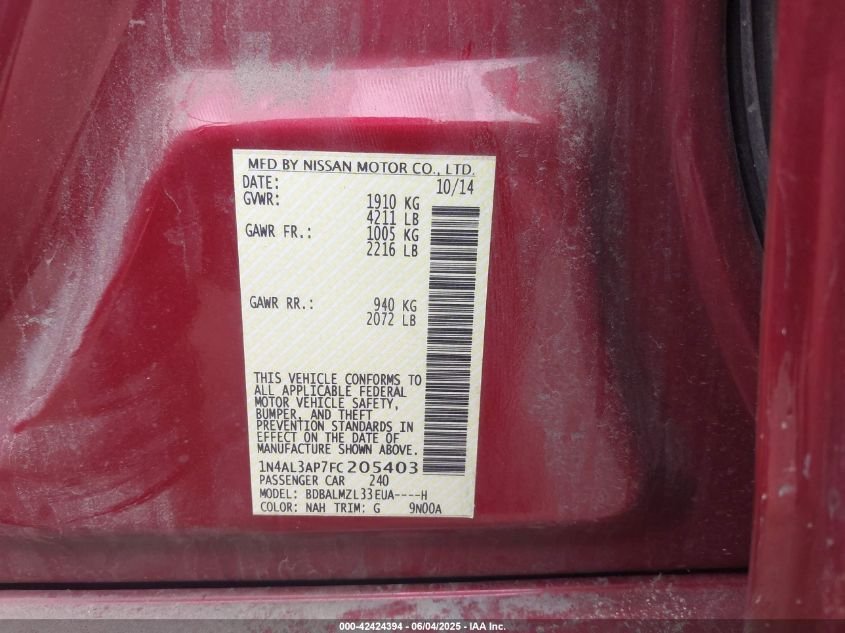 MFD BY NISSAN MOTOR CO., LTD.
DATE: 10/14
GVWR: 1910 KG
4211 LB
GAWR FR.: 1005 KG
2216 LB
GAWR RR.: 940 KG
2072 LB
THIS VEHICLE CONFORMS TO
ALL APPLICABLE FEDERAL
MOTOR VEHICLE SAFETY,
BUMPER, AND THEFT
PREVENTION STANDARDS IN
EFFECT ON THE DATE OF
MANUFACTURE SHOWN ABOVE.
1N4AL3AP7FC205403
PASSENGER CAR 240
MODEL: BDBALMZL33EUA----H
COLOR: NAH TRIM: G 9N00A
000-42424394 - 06/04/2025 - IAA Inc.